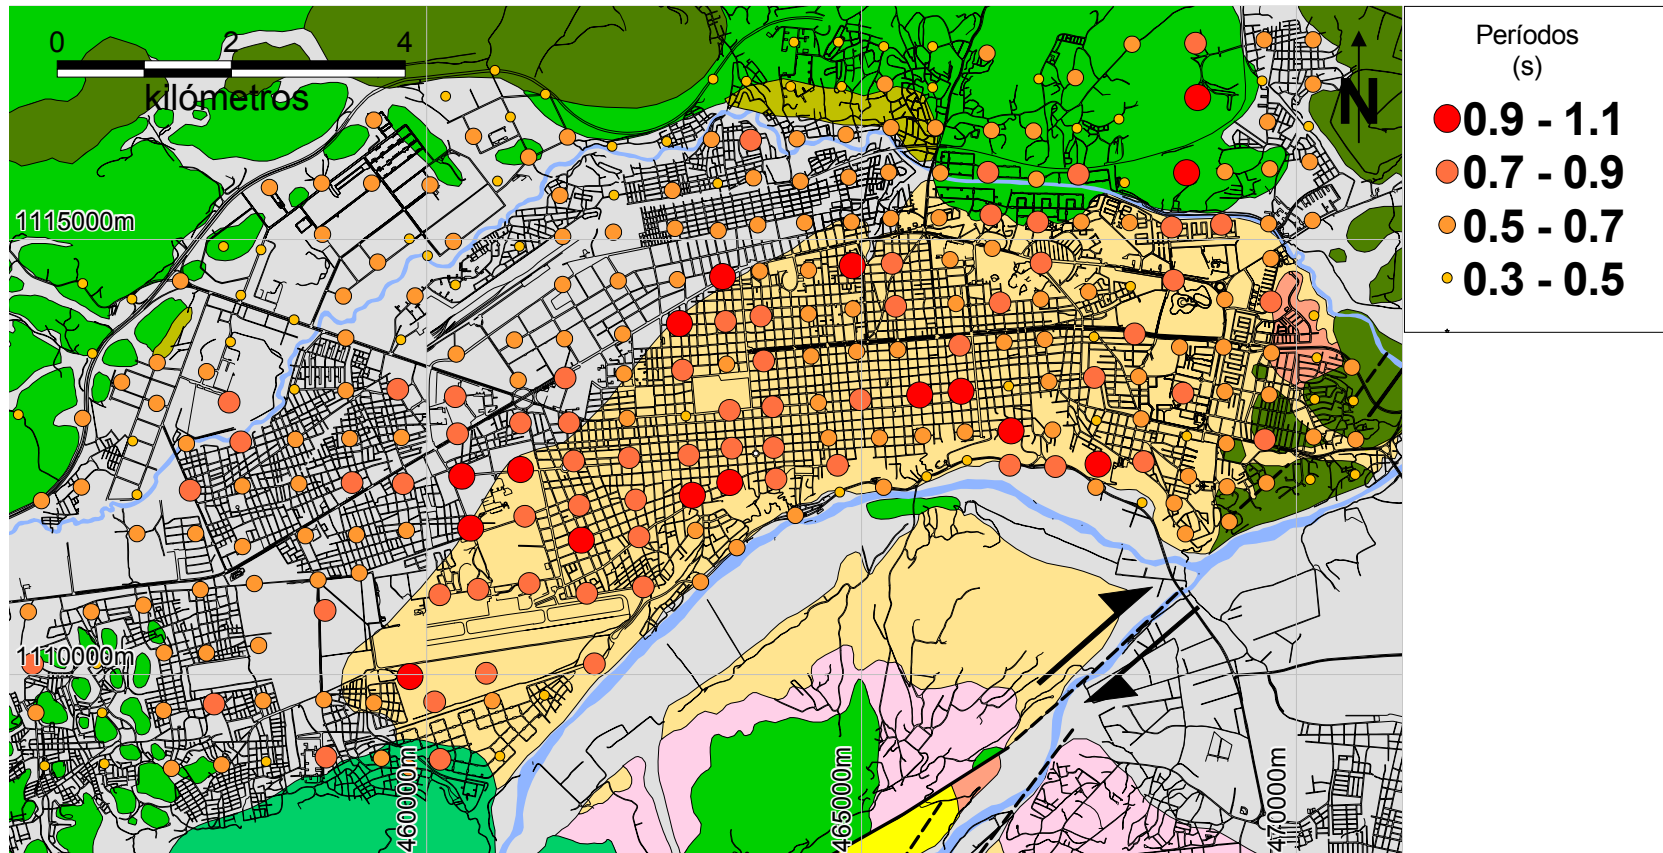 0 2 4
kilómetros
N
1115000m
1110000m
460000m
465000m
470000m
Períodos
(s)
0.9 - 1.1
0.7 - 0.9
0.5 - 0.7
0.3 - 0.5